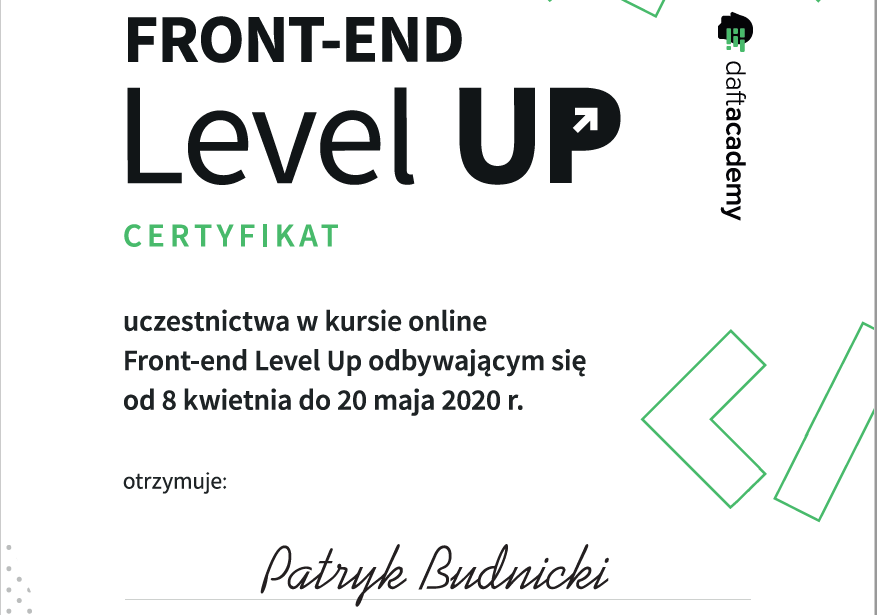 FRONT-END
Level UP
daftacademy
CERTYFIKAT
uczestnictwa w kursie online
Front-end Level Up odbywającym się
od 8 kwietnia do 20 maja 2020 r.
otrzymuje:
Patryk Budnicki